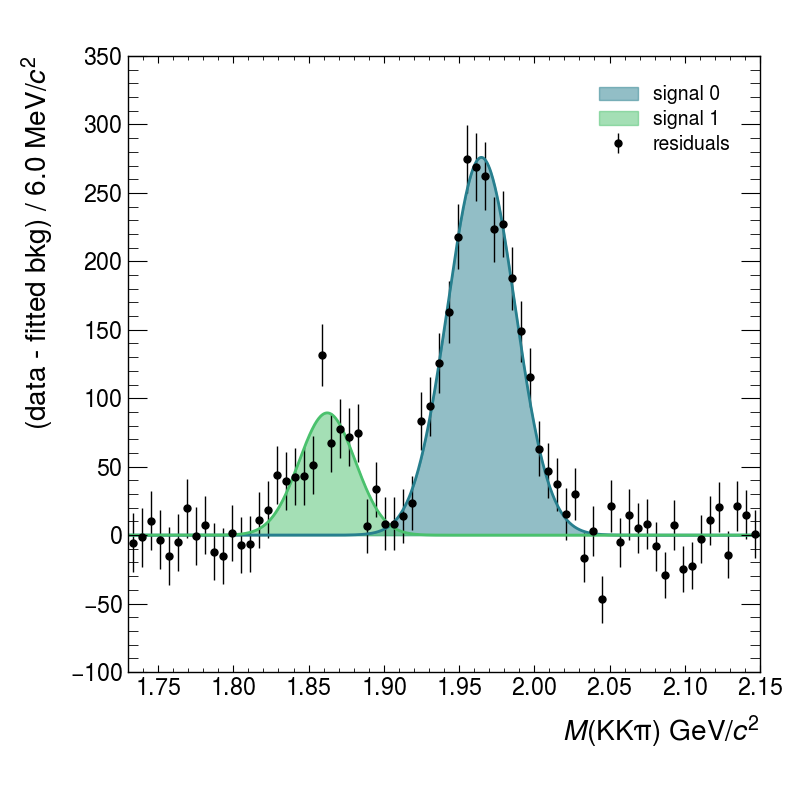 (data - fitted bkg) / 6.0 MeV/c²
350
300
250
200
150
100
50
0
−50
−100
signal 0
signal 1
residuals
1.75 1.80 1.85 1.90 1.95 2.00 2.05 2.10 2.15
M(KKπ) GeV/c²